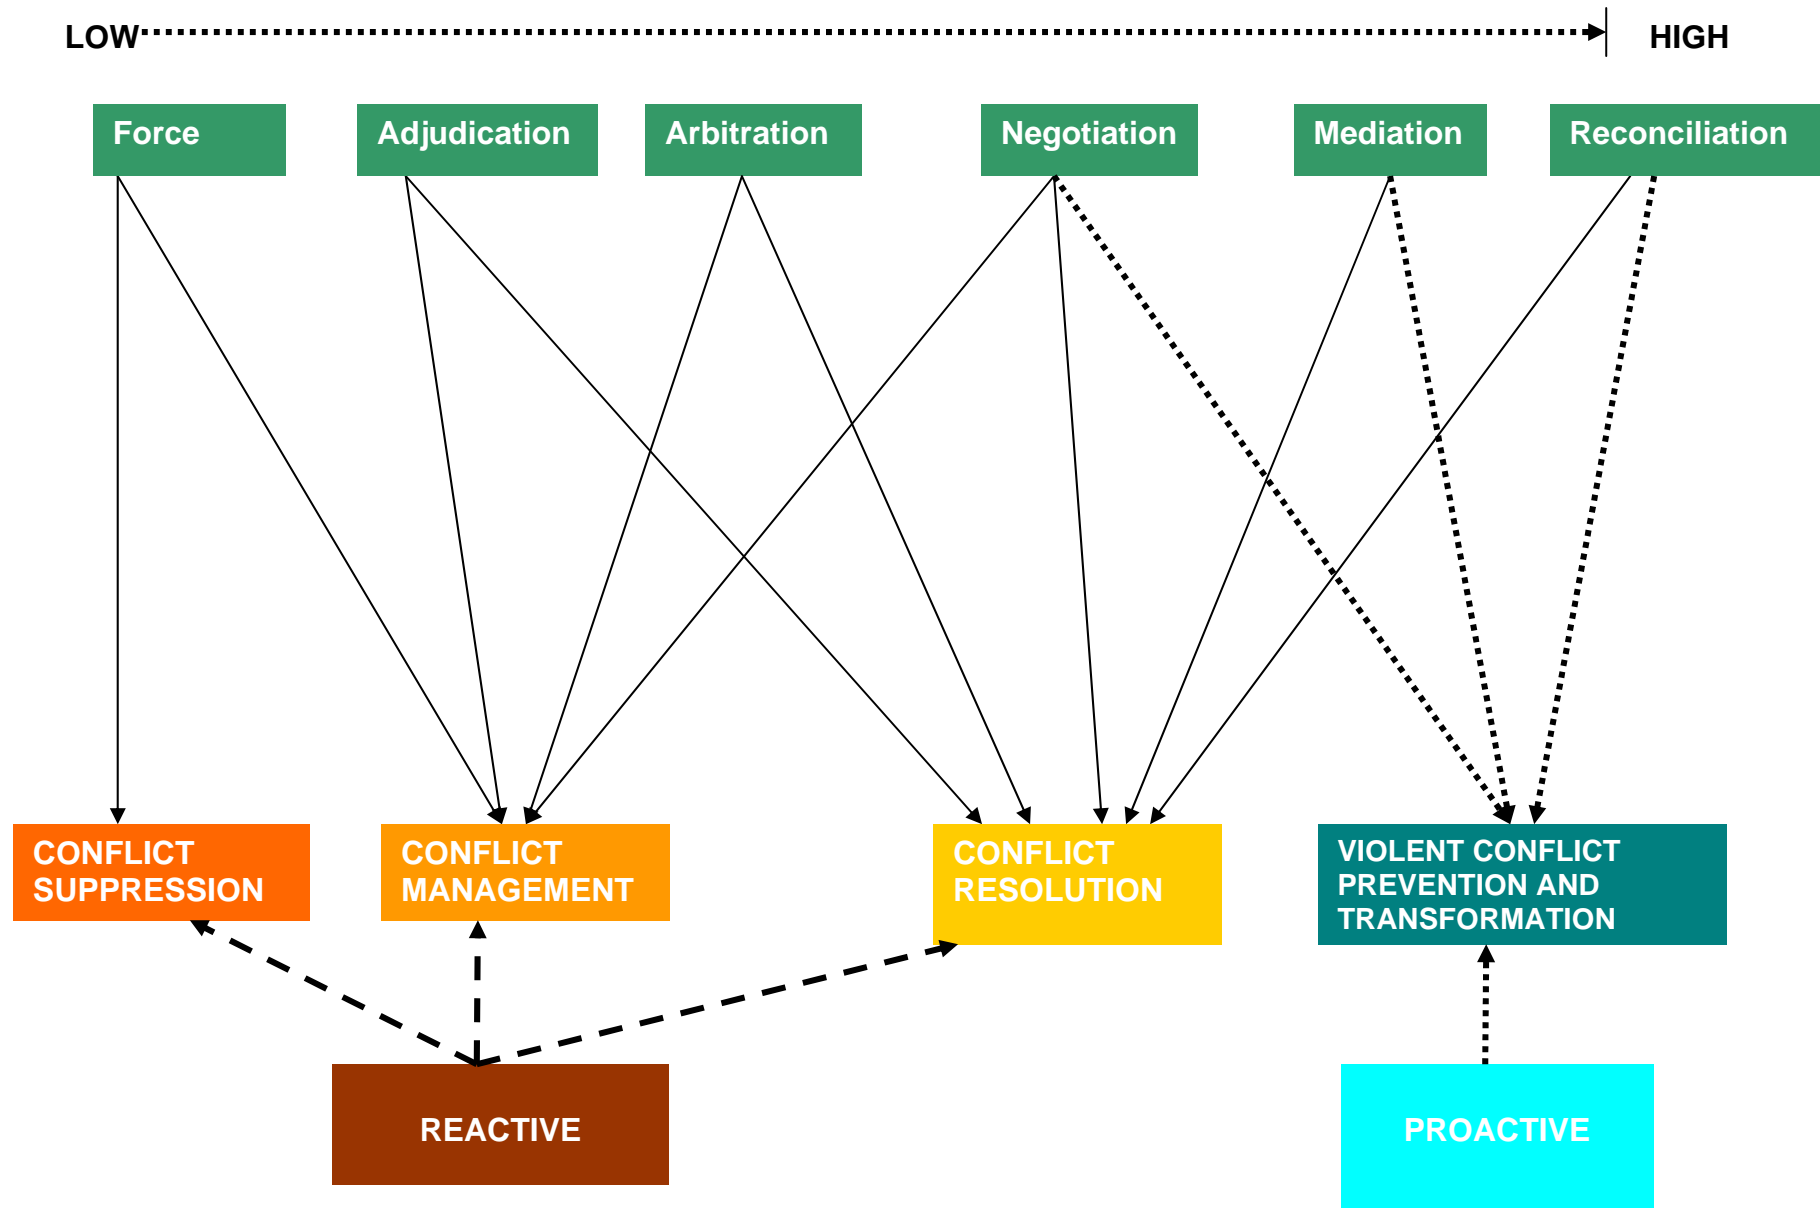 LOW
HIGH
Force
Adjudication
Arbitration
Negotiation
Mediation
Reconciliation
CONFLICT
SUPPRESSION
CONFLICT
MANAGEMENT
CONFLICT
RESOLUTION
VIOLENT CONFLICT
PREVENTION AND
TRANSFORMATION
REACTIVE
PROACTIVE